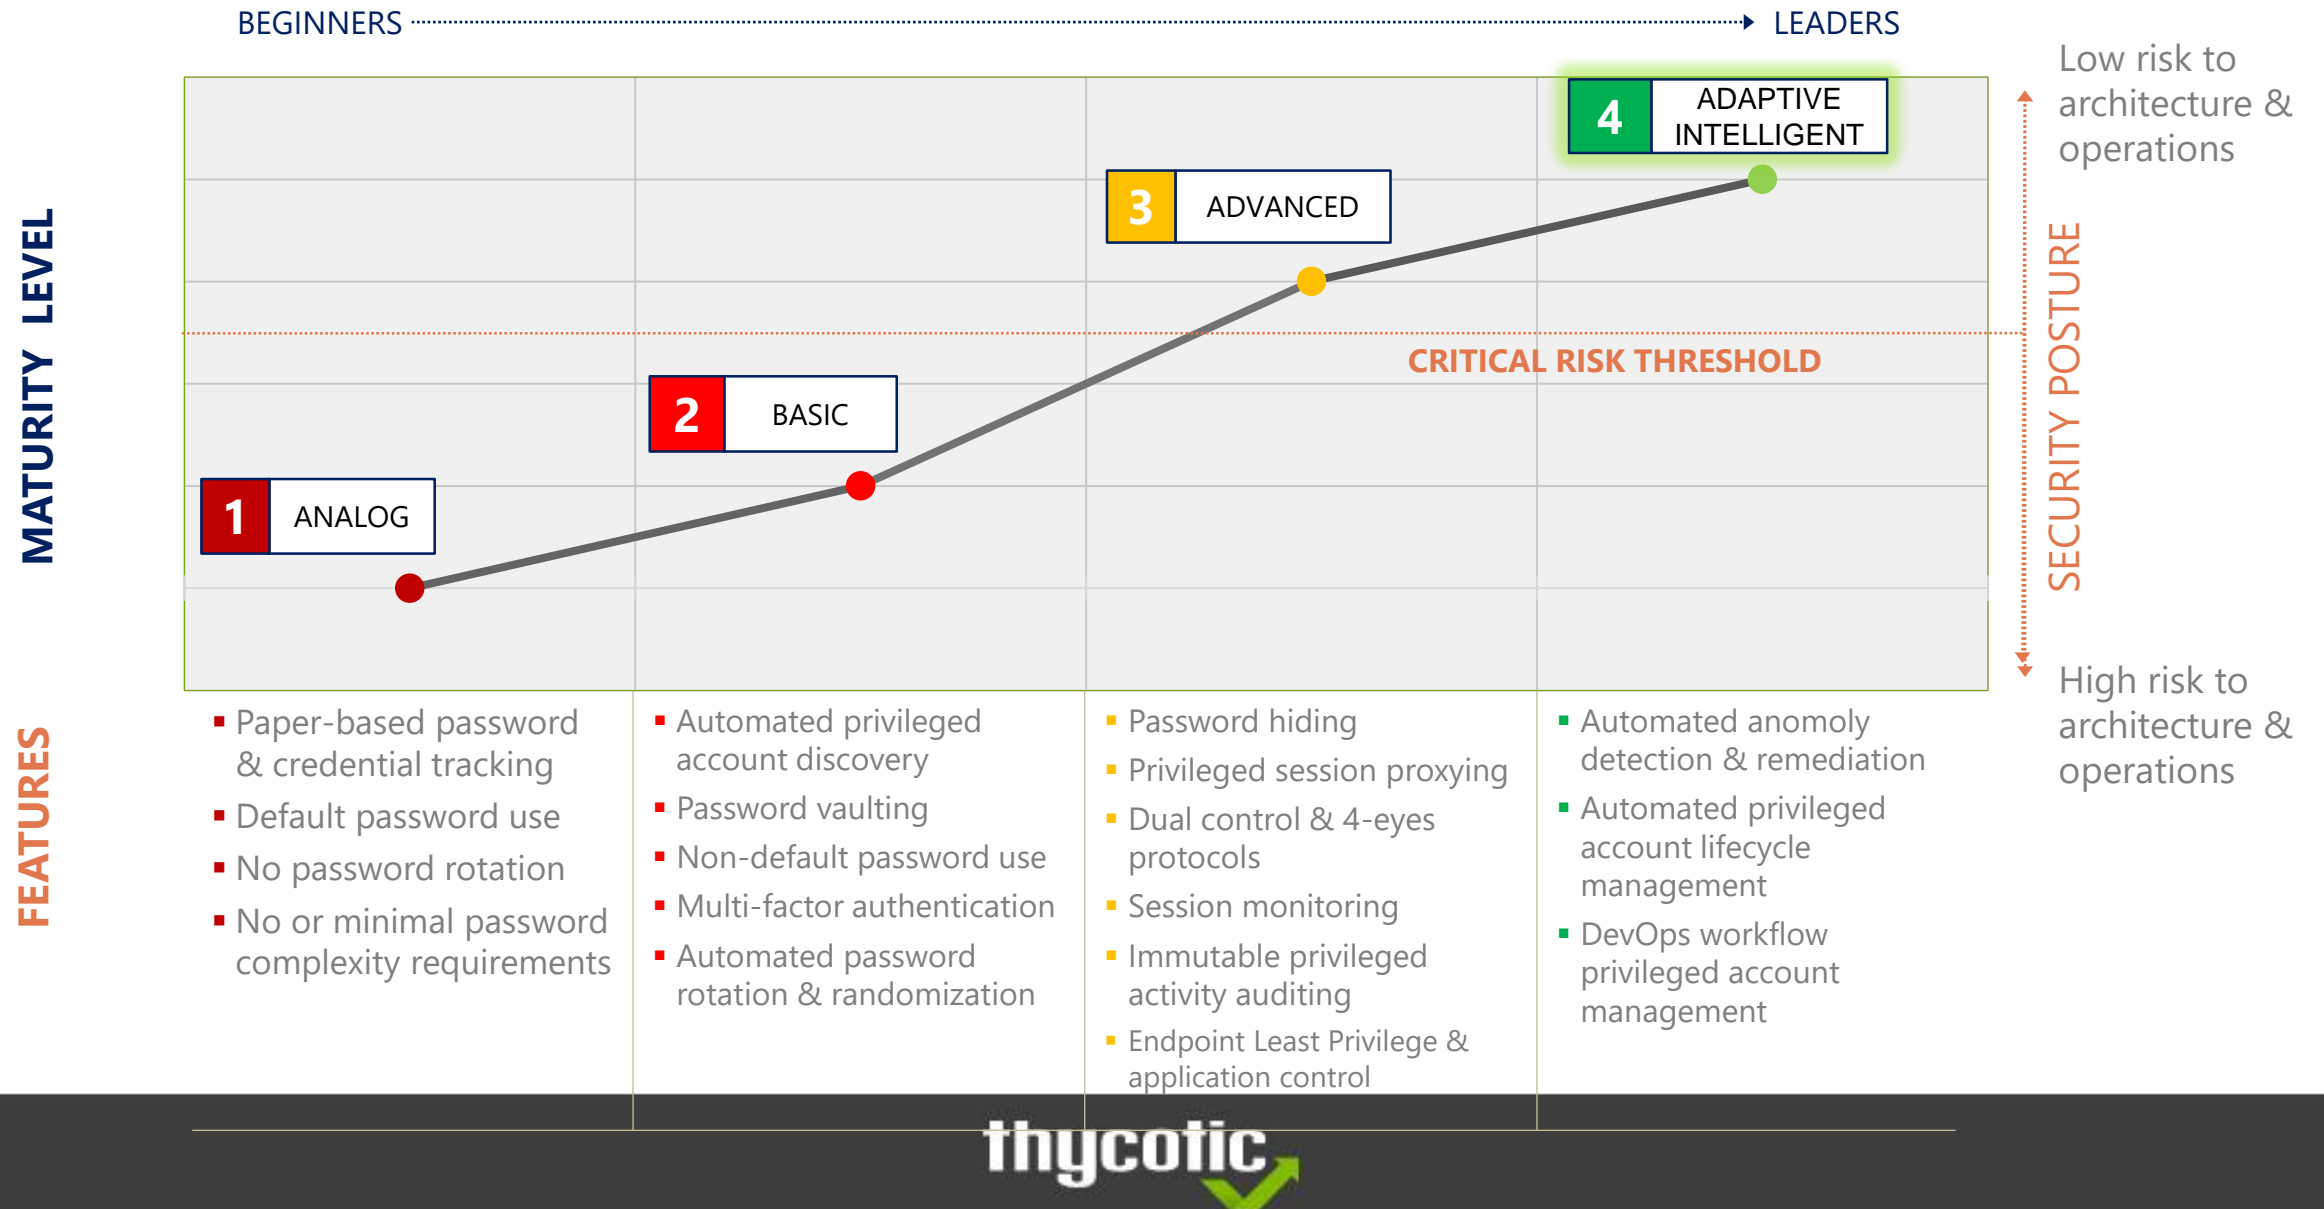 BEGINNERS
LEADERS
Low risk to
architecture &
operations
4
ADAPTIVE
INTELLIGENT
3
ADVANCED
MATURITY LEVEL
SECURITY POSTURE
CRITICAL RISK THRESHOLD
2
BASIC
1
ANALOG
High risk to
architecture &
operations
FEATURES
Paper-based password
& credential tracking
Default password use
No password rotation
No or minimal password
complexity requirements
Automated privileged
account discovery
Password vaulting
Non-default password use
Multi-factor authentication
Automated password
rotation & randomization
Password hiding
Privileged session proxying
Dual control & 4-eyes
protocols
Session monitoring
Immutable privileged
activity auditing
Endpoint Least Privilege &
application control
Automated anomoly
detection & remediation
Automated privileged
account lifecycle
management
DevOps workflow
privileged account
management
thycotic